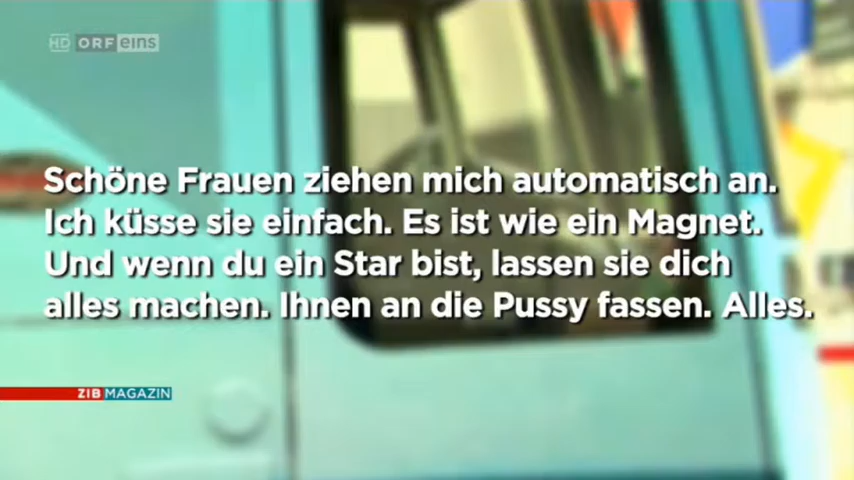 HD ORF eins
Schöne Frauen ziehen mich automatisch an.
Ich küsse sie einfach. Es ist wie ein Magnet.
Und wenn du ein Star bist, lassen sie dich
alles machen. Ihnen an die Pussy fassen. Alles.
ZIB MAGAZIN